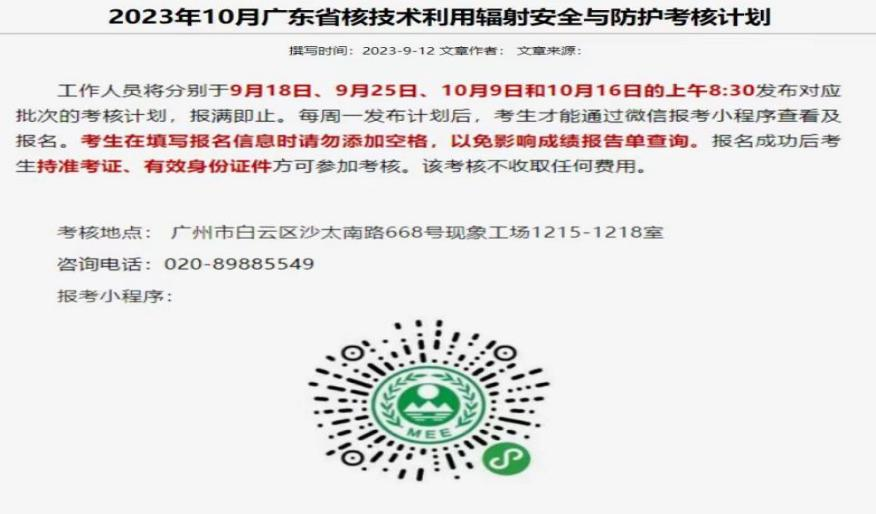 2023年10月广东省核技术利用辐射安全与防护考核计划
撰写时间：2023-9-12 文章作者： 文章来源：
工作人员将分别于9月18日、9月25日、10月9日和10月16日的上午8:30发布对应
批次的考核计划，报满即止。每周一发布计划后，考生才能通过微信报考小程序查看及
报名。考生在填写报名信息时请勿添加空格，以免影响成绩报告单查询。报名成功后考
生持准考证、有效身份证件方可参加考核。该考核不收取任何费用。
考核地点： 广州市白云区沙太南路668号现象工场1215-1218室
咨询电话：020-89885549
报考小程序：
MEE